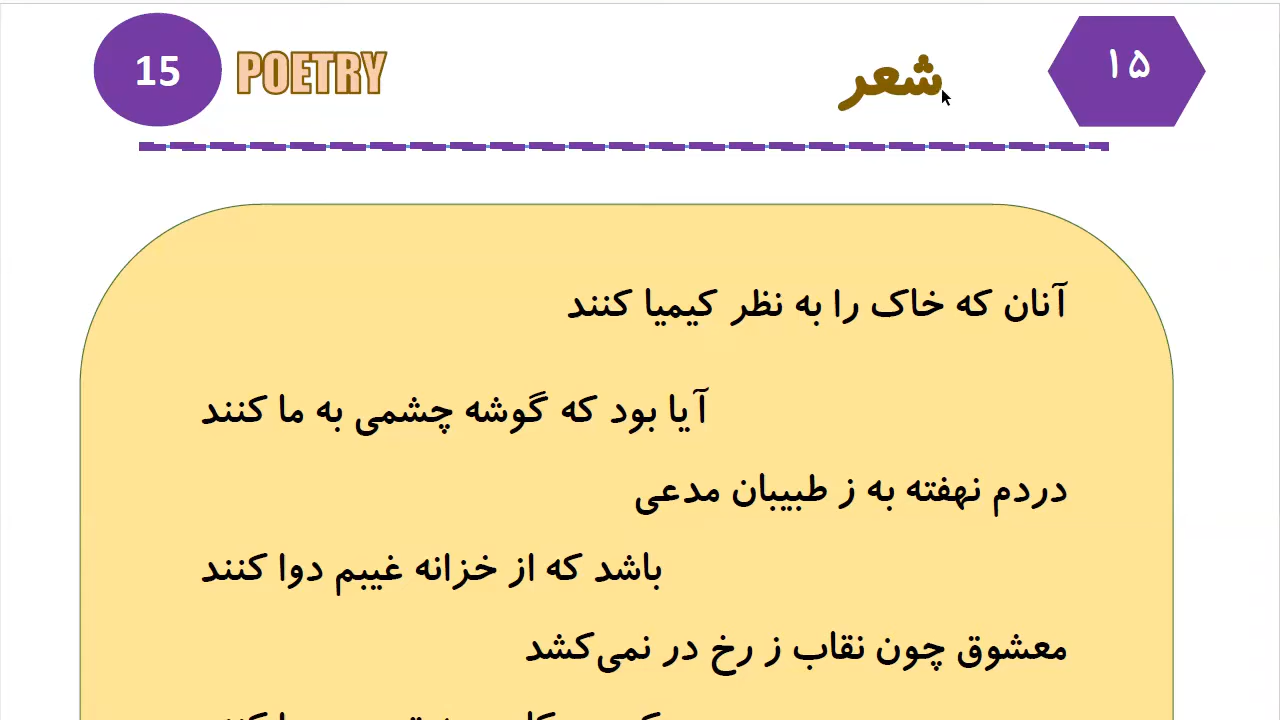 15 POETRY شعر ۱۵
آنان که خاک را به نظر کیمیا کنند
آیا بود که گوشه چشمی به ما کنند
دردم نهفته به ز طبیبان مدعی
باشد که از خزانه غیبم دوا کنند
معشوق چون نقاب ز رخ در نمی‌کشد